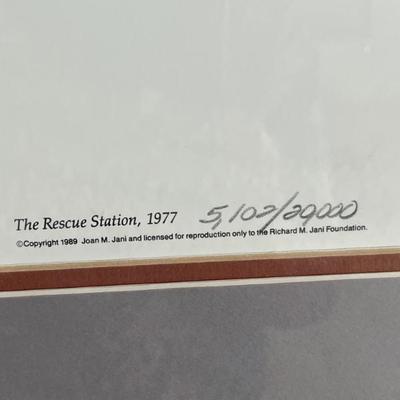 The Rescue Station, 1977 5,102/29000
©Copyright 1989 Joan M. Jani and licensed for reproduction only to the Richard M. Jani Foundation.